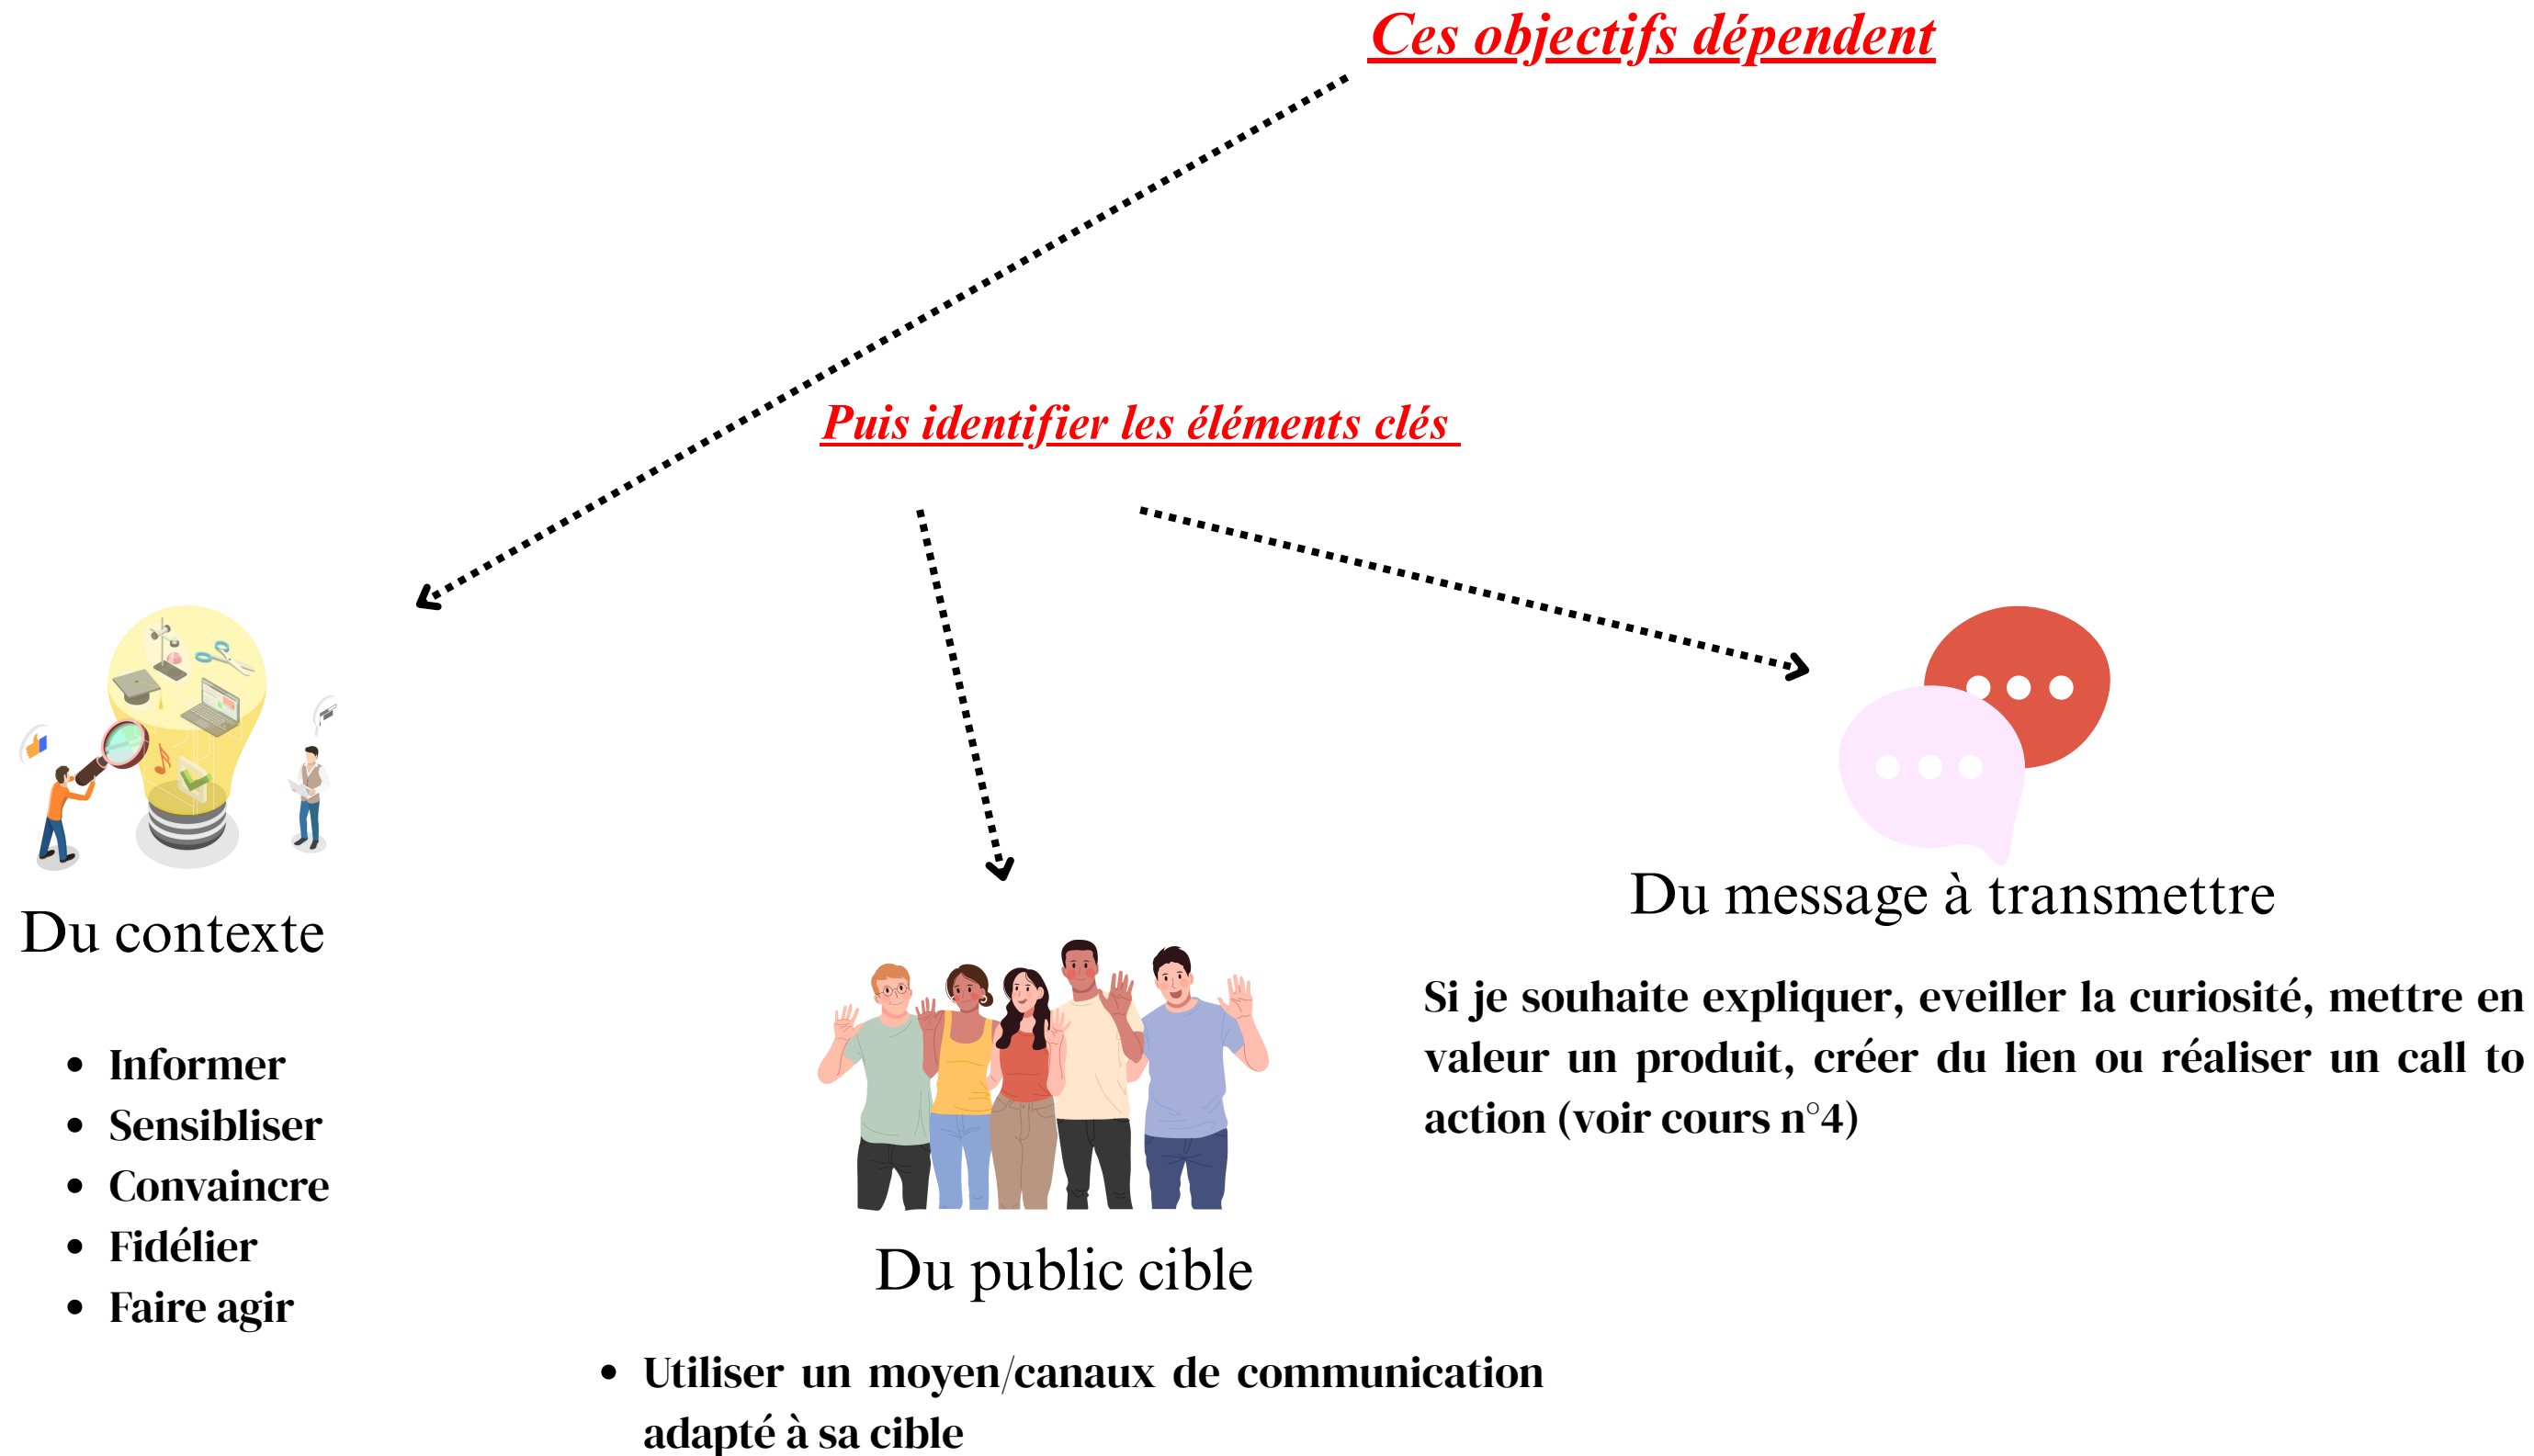 Ces objectifs dépendent
Puis identifier les éléments clés
Du contexte
• Informer
• Sensibliser
• Convaincre
• Fidélier
• Faire agir
Du public cible
• Utiliser un moyen/canaux de communication
adapté à sa cible
Du message à transmettre
Si je souhaite expliquer, eveiller la curiosité, mettre en
valeur un produit, créer du lien ou réaliser un call to
action (voir cours n°4)